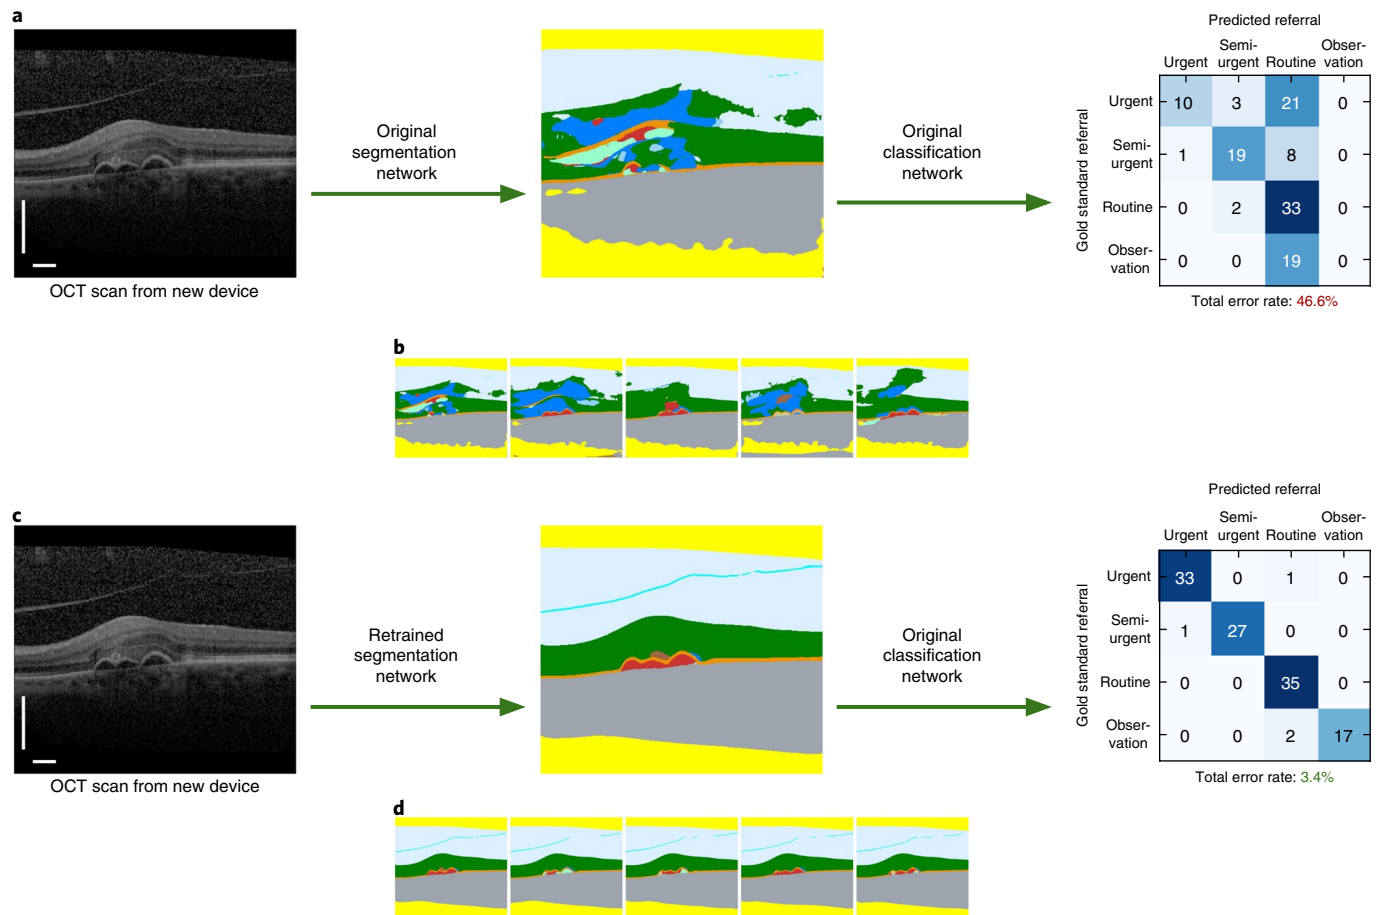 a
OCT scan from new device
Original
segmentation
network
Original
classification
network
Predicted referral
Urgent
Semi-
urgent
Routine
Obser-
vation
Gold standard referral
Urgent
10 3 21 0
Semi-
urgent
1 19 8 0
Routine
0 2 33 0
Obser-
vation
0 0 19 0
Total error rate: 46.6%
b
c
OCT scan from new device
Retrained
segmentation
network
Original
classification
network
Predicted referral
Urgent
Semi-
urgent
Routine
Obser-
vation
Gold standard referral
Urgent
33 0 1 0
Semi-
urgent
1 27 0 0
Routine
0 0 35 0
Obser-
vation
0 0 2 17
Total error rate: 3.4%
d